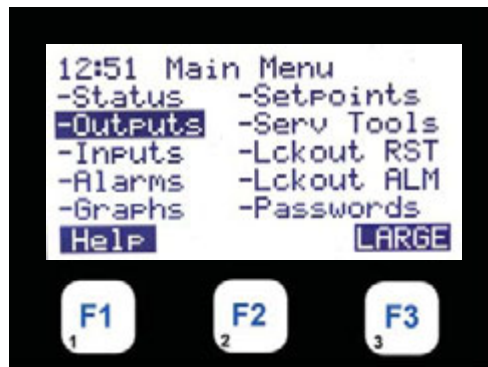 12:51 Main Menu
-Status -Setpoints
-Outputs -Serv Tools
-Inputs -Lckout RST
-Alarms -Lckout ALM
-Graphs -Passwords
Help LARGE
F1 F2 F3
1 2 3